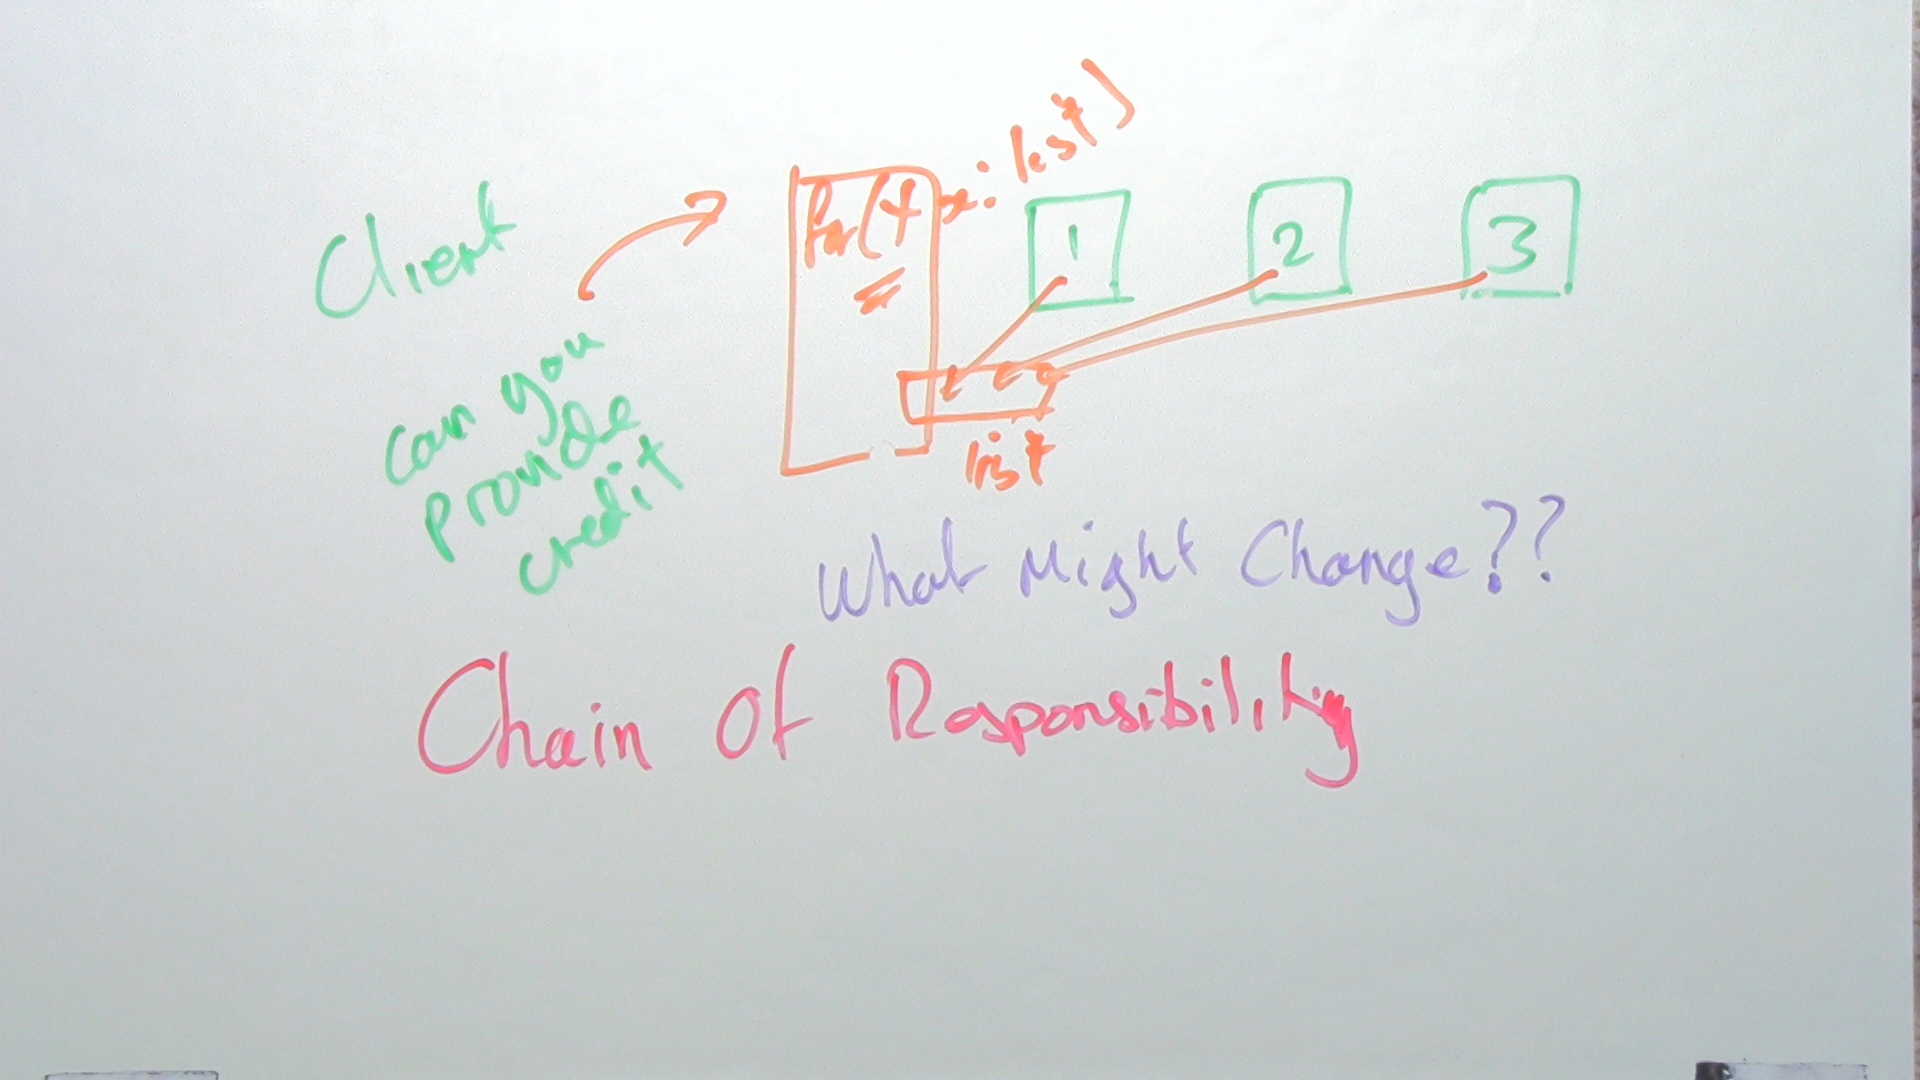 Client
for(t x: list)
1 2 3
can you
provide
credit
list
What Might Change??
Chain Of Responsibility